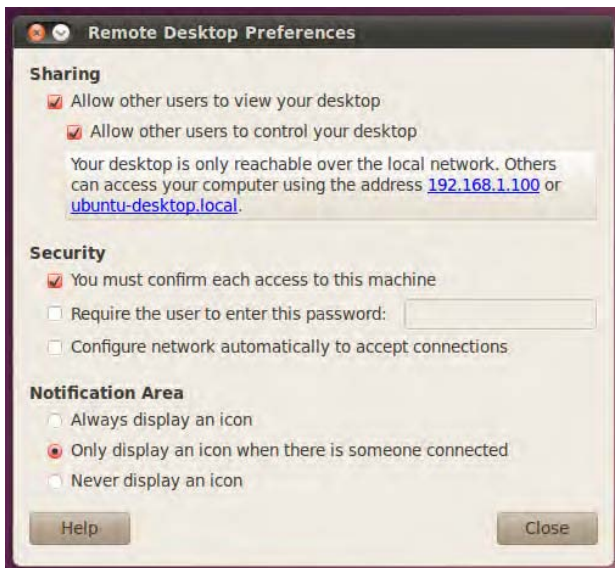 Remote Desktop Preferences
Sharing
Allow other users to view your desktop
Allow other users to control your desktop
Your desktop is only reachable over the local network. Others
can access your computer using the address 192.168.1.100 or
ubuntu-desktop.local.
Security
You must confirm each access to this machine
Require the user to enter this password:
Configure network automatically to accept connections
Notification Area
Always display an icon
Only display an icon when there is someone connected
Never display an icon
Help Close